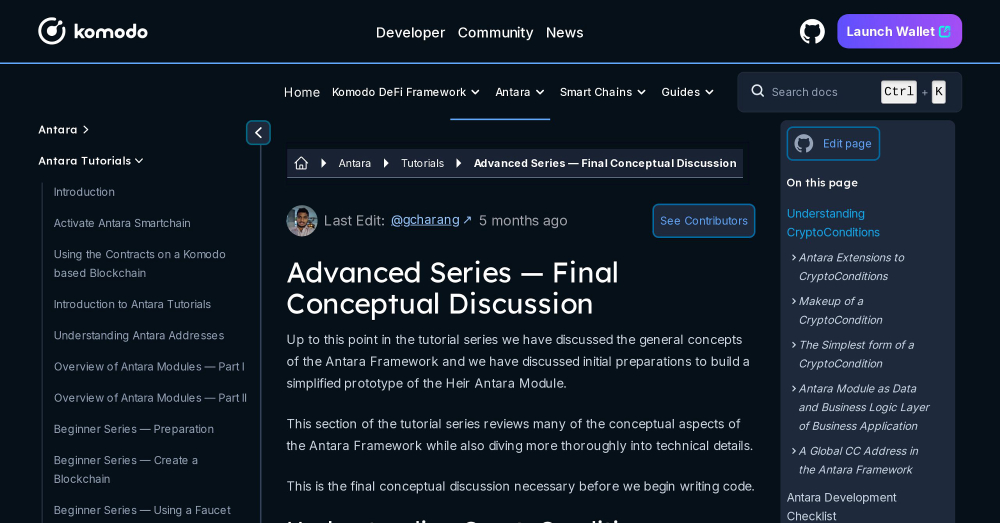 komodo
Developer Community News
Launch Wallet
Home Komodo DeFi Framework Antara Smart Chains Guides
Search docs Ctrl + K
Antara
Antara Tutorials
Introduction
Activate Antara Smartchain
Using the Contracts on a Komodo
based Blockchain
Introduction to Antara Tutorials
Understanding Antara Addresses
Overview of Antara Modules — Part I
Overview of Antara Modules — Part II
Beginner Series — Preparation
Beginner Series — Create a
Blockchain
Beginner Series — Using a Faucet
Antara Tutorials Advanced Series — Final Conceptual Discussion
Last Edit: @gcharang ↗ 5 months ago
See Contributors
Advanced Series — Final
Conceptual Discussion
Up to this point in the tutorial series we have discussed the general concepts
of the Antara Framework and we have discussed initial preparations to build a
simplified prototype of the Heir Antara Module.
This section of the tutorial series reviews many of the conceptual aspects of
the Antara Framework while also diving more thoroughly into technical details.
This is the final conceptual discussion necessary before we begin writing code.
Edit page
On this page
Understanding
CryptoConditions
Antara Extensions to
CryptoConditions
Makeup of a
CryptoCondition
The Simplest form of a
CryptoCondition
Antara Module as Data
and Business Logic Layer
of Business Application
A Global CC Address in
the Antara Framework
Antara Development
Checklist